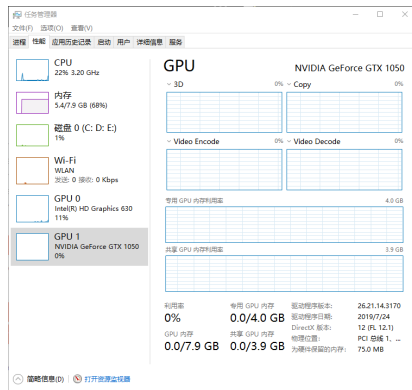 任务管理器
文件(F) 选项(O) 查看(V)
进程 性能 应用历史记录 启动 用户 详细信息 服务
CPU
22% 3.20 GHz
内存
5.4/7.9 GB (68%)
磁盘 0 (C: D: E:)
1%
Wi-Fi
WLAN
发送: 0 接收: 0 Kbps
GPU 0
Intel(R) HD Graphics 630
11%
GPU 1
NVIDIA GeForce GTX 1050
0%
GPU NVIDIA GeForce GTX 1050
3D 0% Copy 0%
Video Encode 0% Video Decode 0%
专用 GPU 内存利用率 4.0 GB
共享 GPU 内存利用率 3.9 GB
利用率
0%
专用 GPU 内存
0.0/4.0 GB
GPU 内存
0.0/7.9 GB
共享 GPU 内存
0.0/3.9 GB
驱动程序版本: 26.21.14.3170
驱动程序日期: 2019/7/24
DirectX 版本: 12 (FL 12.1)
物理位置: PCI 总线 1、...
为硬件保留的内存: 75.0 MB
简略信息(D) 打开资源监视器